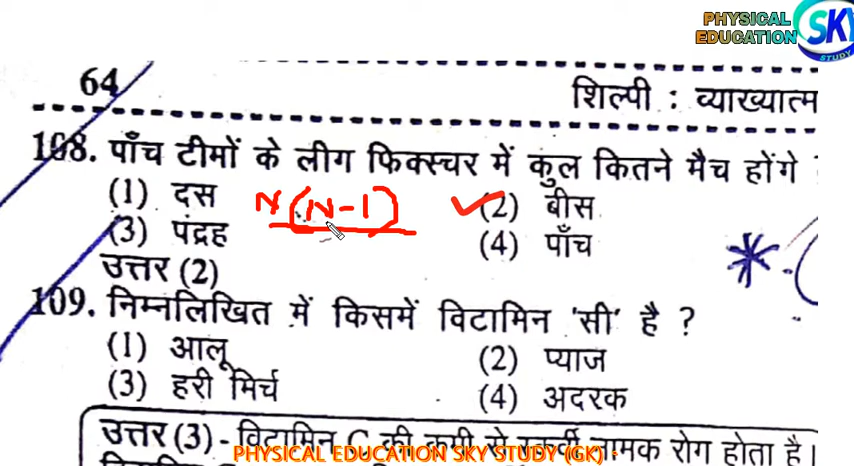 PHYSICAL EDUCATION
SKY STUDY
64
शिल्पी : व्याख्यात्म
108. पाँच टीमों के लीग फिक्स्चर में कुल कितने मैच होंगे ?
(1) दस (2) बीस
N(N-1)
(3) पंद्रह (4) पाँच
उत्तर (2)
109. निम्नलिखित में किसमें विटामिन 'सी' है ?
(1) आलू (2) प्याज
(3) हरी मिर्च (4) अदरक
उत्तर (3) - विटामिन C की कमी से स्कर्वी नामक रोग होता है।
PHYSICAL EDUCATION SKY STUDY (GK)